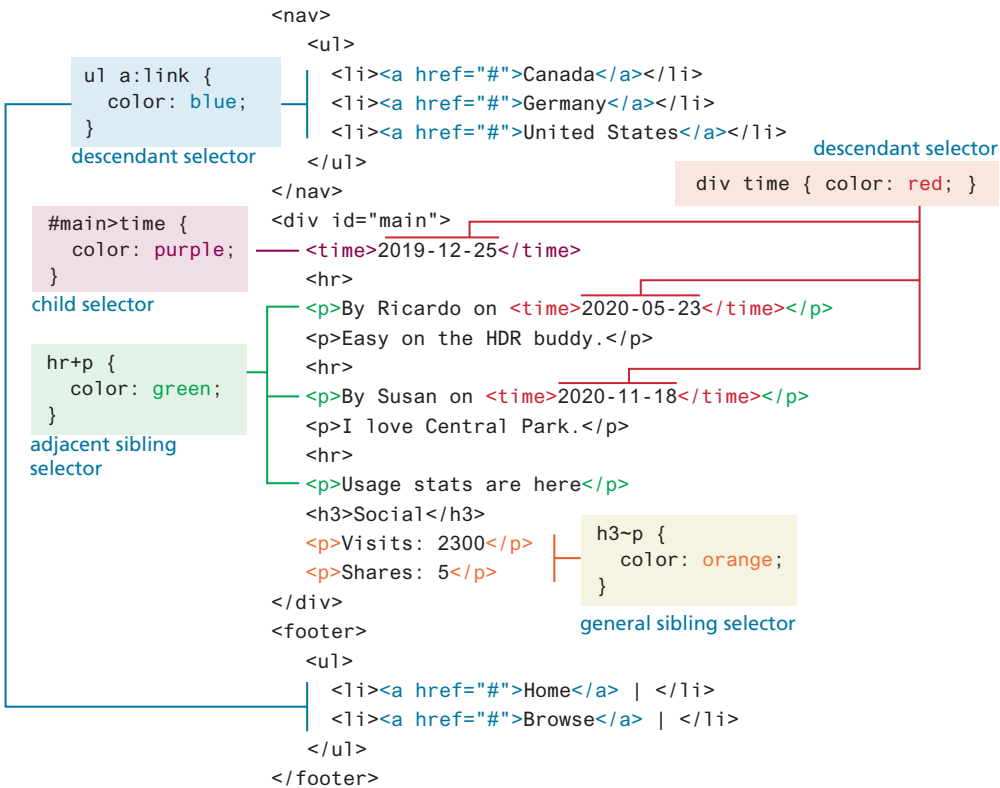 <nav>
<ul>
<li><a href="#">Canada</a></li>
<li><a href="#">Germany</a></li>
<li><a href="#">United States</a></li>
</ul>
</nav>
<div id="main">
<time>2019-12-25</time>
<hr>
<p>By Ricardo on <time>2020-05-23</time></p>
<p>Easy on the HDR buddy.</p>
<hr>
<p>By Susan on <time>2020-11-18</time></p>
<p>I love Central Park.</p>
<hr>
<p>Usage stats are here</p>
<h3>Social</h3>
<p>Visits: 2300</p>
<p>Shares: 5</p>
</div>
<footer>
<ul>
<li><a href="#">Home</a> | </li>
<li><a href="#">Browse</a> | </li>
</ul>
</footer>
ul a:link {
color: blue;
}
descendant selector
#main>time {
color: purple;
}
child selector
hr+p {
color: green;
}
adjacent sibling
selector
descendant selector
div time { color: red; }
h3~p {
color: orange;
}
general sibling selector